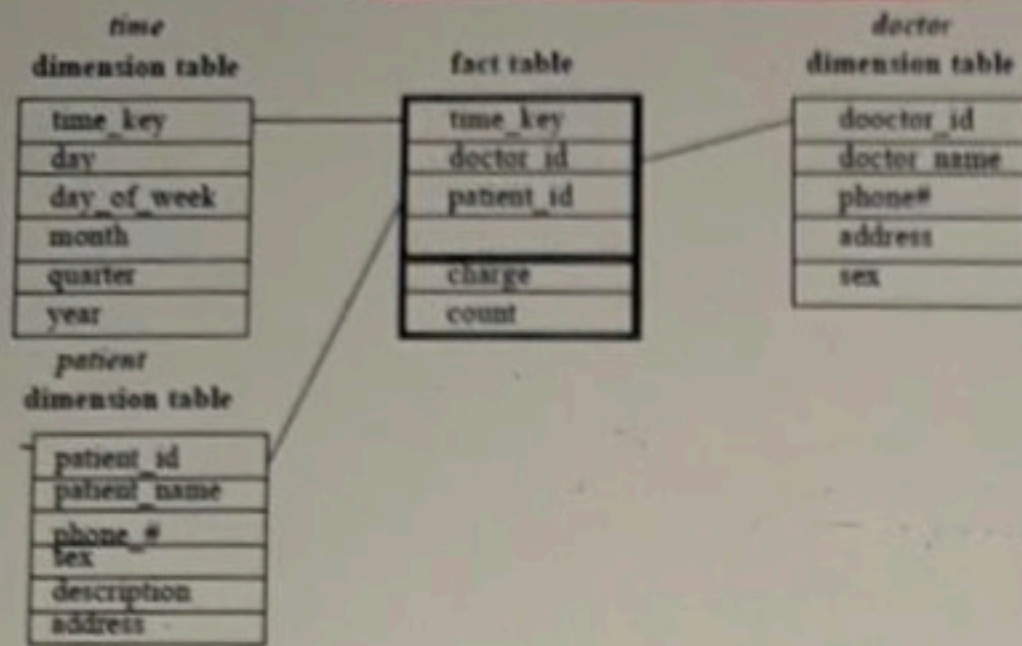 time
dimension table
time_key
day
day_of_week
month
quarter
year
fact table
time_key
doctor_id
patient_id
charge
count
doctor
dimension table
dooctor_id
doctor_name
phone#
address
sex
patient
dimension table
patient_id
patient_name
phone_#
sex
description
address